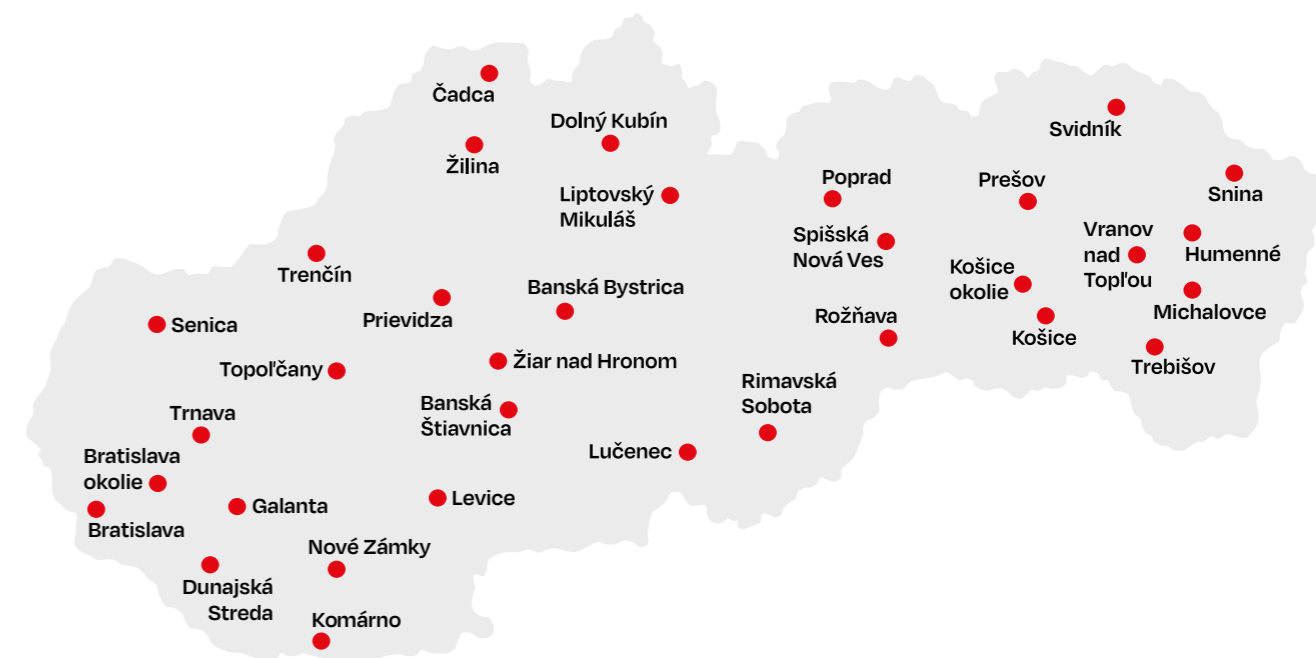 Čadca
Dolný Kubín
Svidník
Žilina
Poprad
Prešov
Snina
Liptovský
Mikuláš
Spišská
Nová Ves
Vranov
nad
Topľou
Humenné
Trenčín
Košice
okolie
Banská Bystrica
Michalovce
Prievidza
Rožňava
Senica
Košice
Topoľčany
Žiar nad Hronom
Trebišov
Rimavská
Sobota
Banská
Štiavnica
Trnava
Lučenec
Bratislava
okolie
Levice
Galanta
Bratislava
Nové Zámky
Dunajská
Streda
Komárno